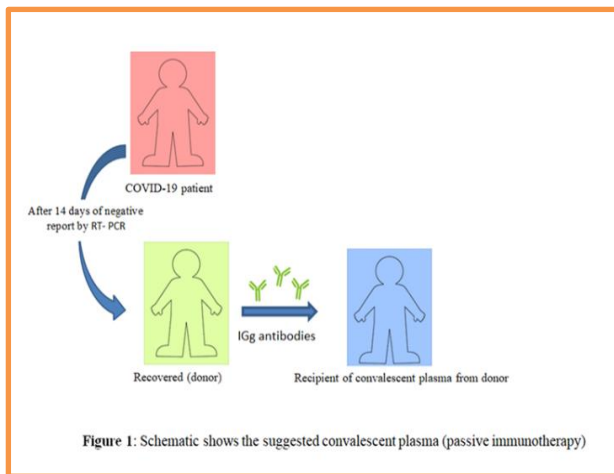 COVID-19 patient
After 14 days of negative
report by RT- PCR
IGg antibodies
Recovered (donor)
Recipient of convalescent plasma from donor
Figure 1: Schematic shows the suggested convalescent plasma (passive immunotherapy)